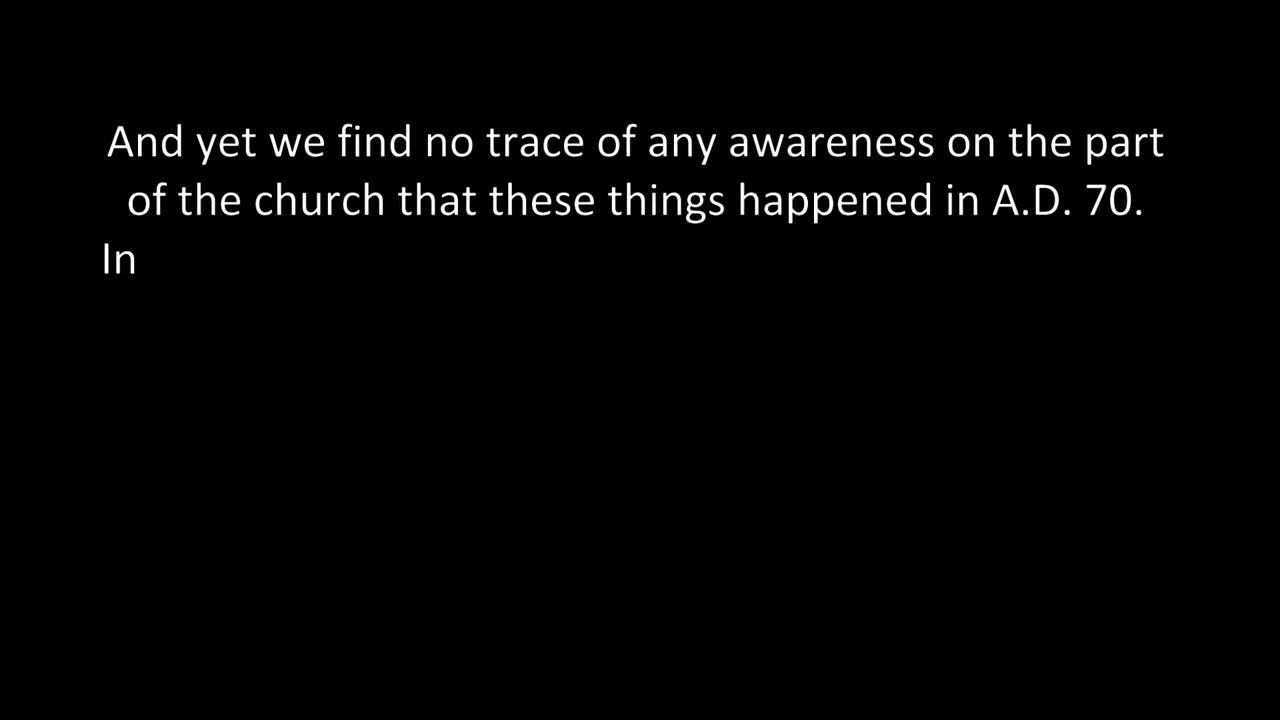 And yet we find no trace of any awareness on the part
of the church that these things happened in A.D. 70.
In